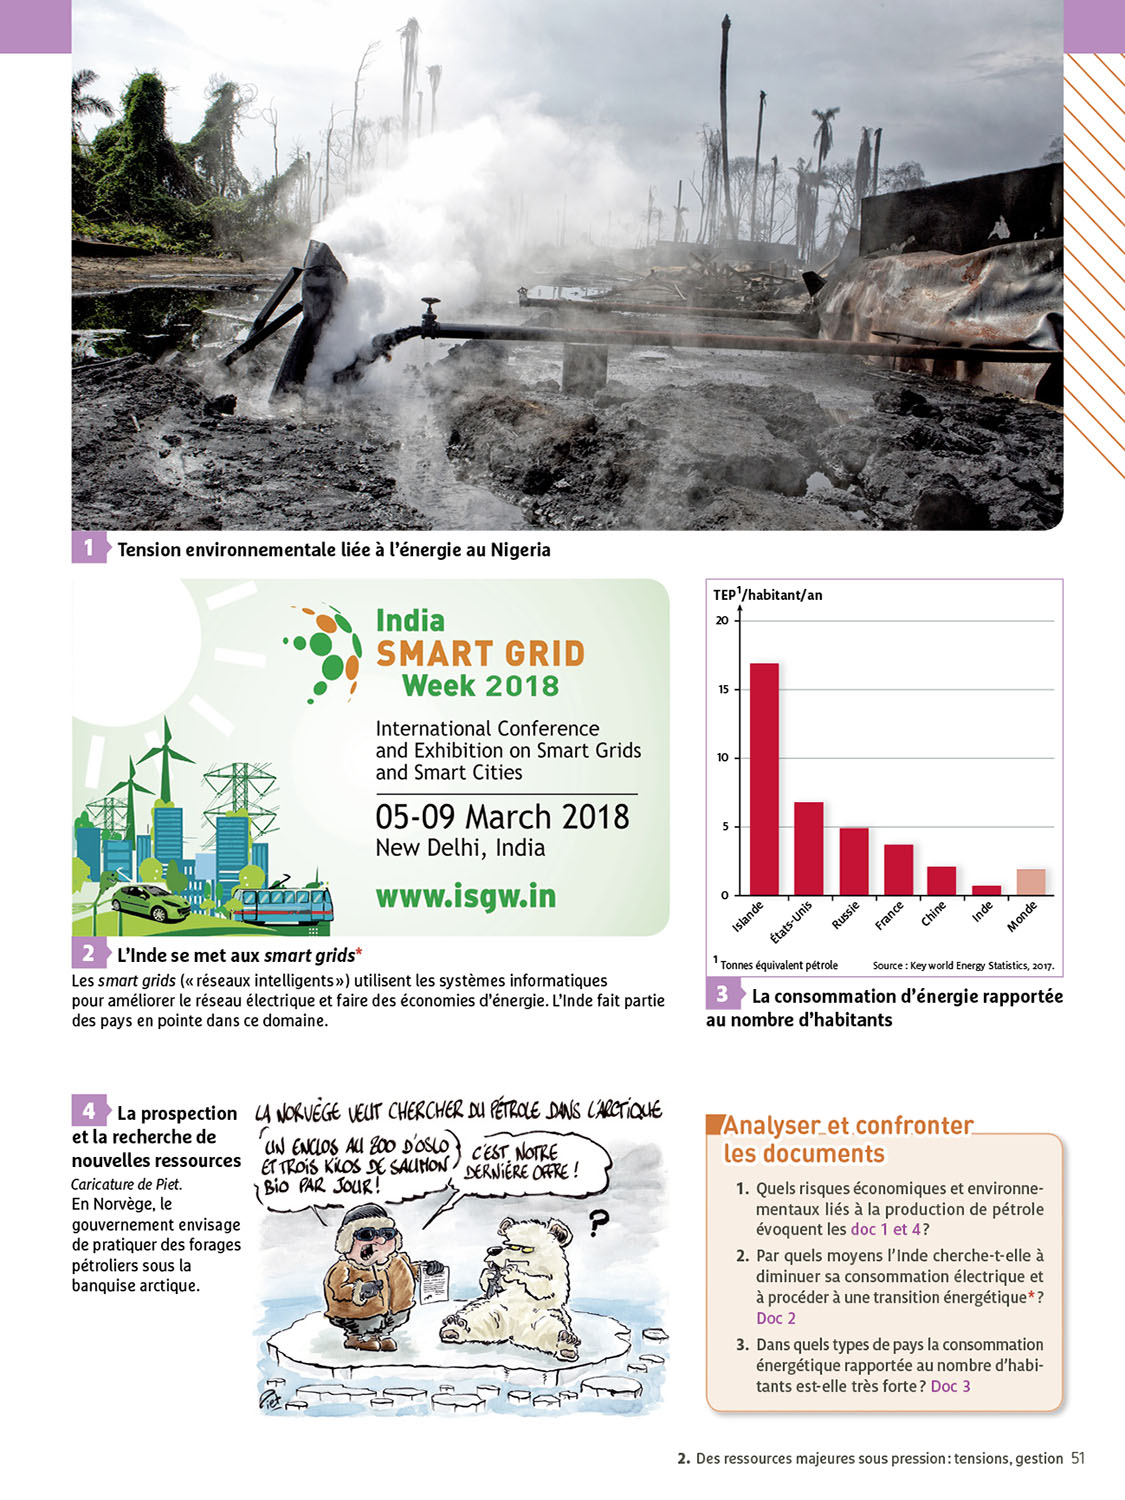 1 Tension environnementale liée à l’énergie au Nigeria
India
SMART GRID
Week 2018
International Conference
and Exhibition on Smart Grids
and Smart Cities
05-09 March 2018
New Delhi, India
www.isgw.in
2 L’Inde se met aux smart grids*
Les smart grids (« réseaux intelligents ») utilisent les systèmes informatiques
pour améliorer le réseau électrique et faire des économies d’énergie. L’Inde fait partie
des pays en pointe dans ce domaine.
TEP1/habitant/an
20
15
10
5
0
Islande
États-Unis
Russie
France
Chine
Inde
Monde
1 Tonnes équivalent pétrole
Source : Key world Energy Statistics, 2017.
3 La consommation d’énergie rapportée
au nombre d’habitants
4 La prospection
et la recherche de
nouvelles ressources
Caricature de Piet.
En Norvège, le
gouvernement envisage
de pratiquer des forages
pétroliers sous la
banquise arctique.
LA NORVÈGE VEUT CHERCHER DU PÉTROLE DANS L’ARCTIQUE
UN ENCLOS AU ZOO D’OSLO
ET TROIS KILOS DE SAUMON
BIO PAR JOUR !
C’EST NOTRE
DERNIÈRE OFFRE !
?
Piet
Analyser et confronter
les documents
1. Quels risques économiques et environne-
mentaux liés à la production de pétrole
évoquent les doc 1 et 4 ?
2. Par quels moyens l’Inde cherche-t-elle à
diminuer sa consommation électrique et
à procéder à une transition énergétique* ?
Doc 2
3. Dans quels types de pays la consommation
énergétique rapportée au nombre d’habi-
tants est-elle très forte ? Doc 3
2. Des ressources majeures sous pression : tensions, gestion 51